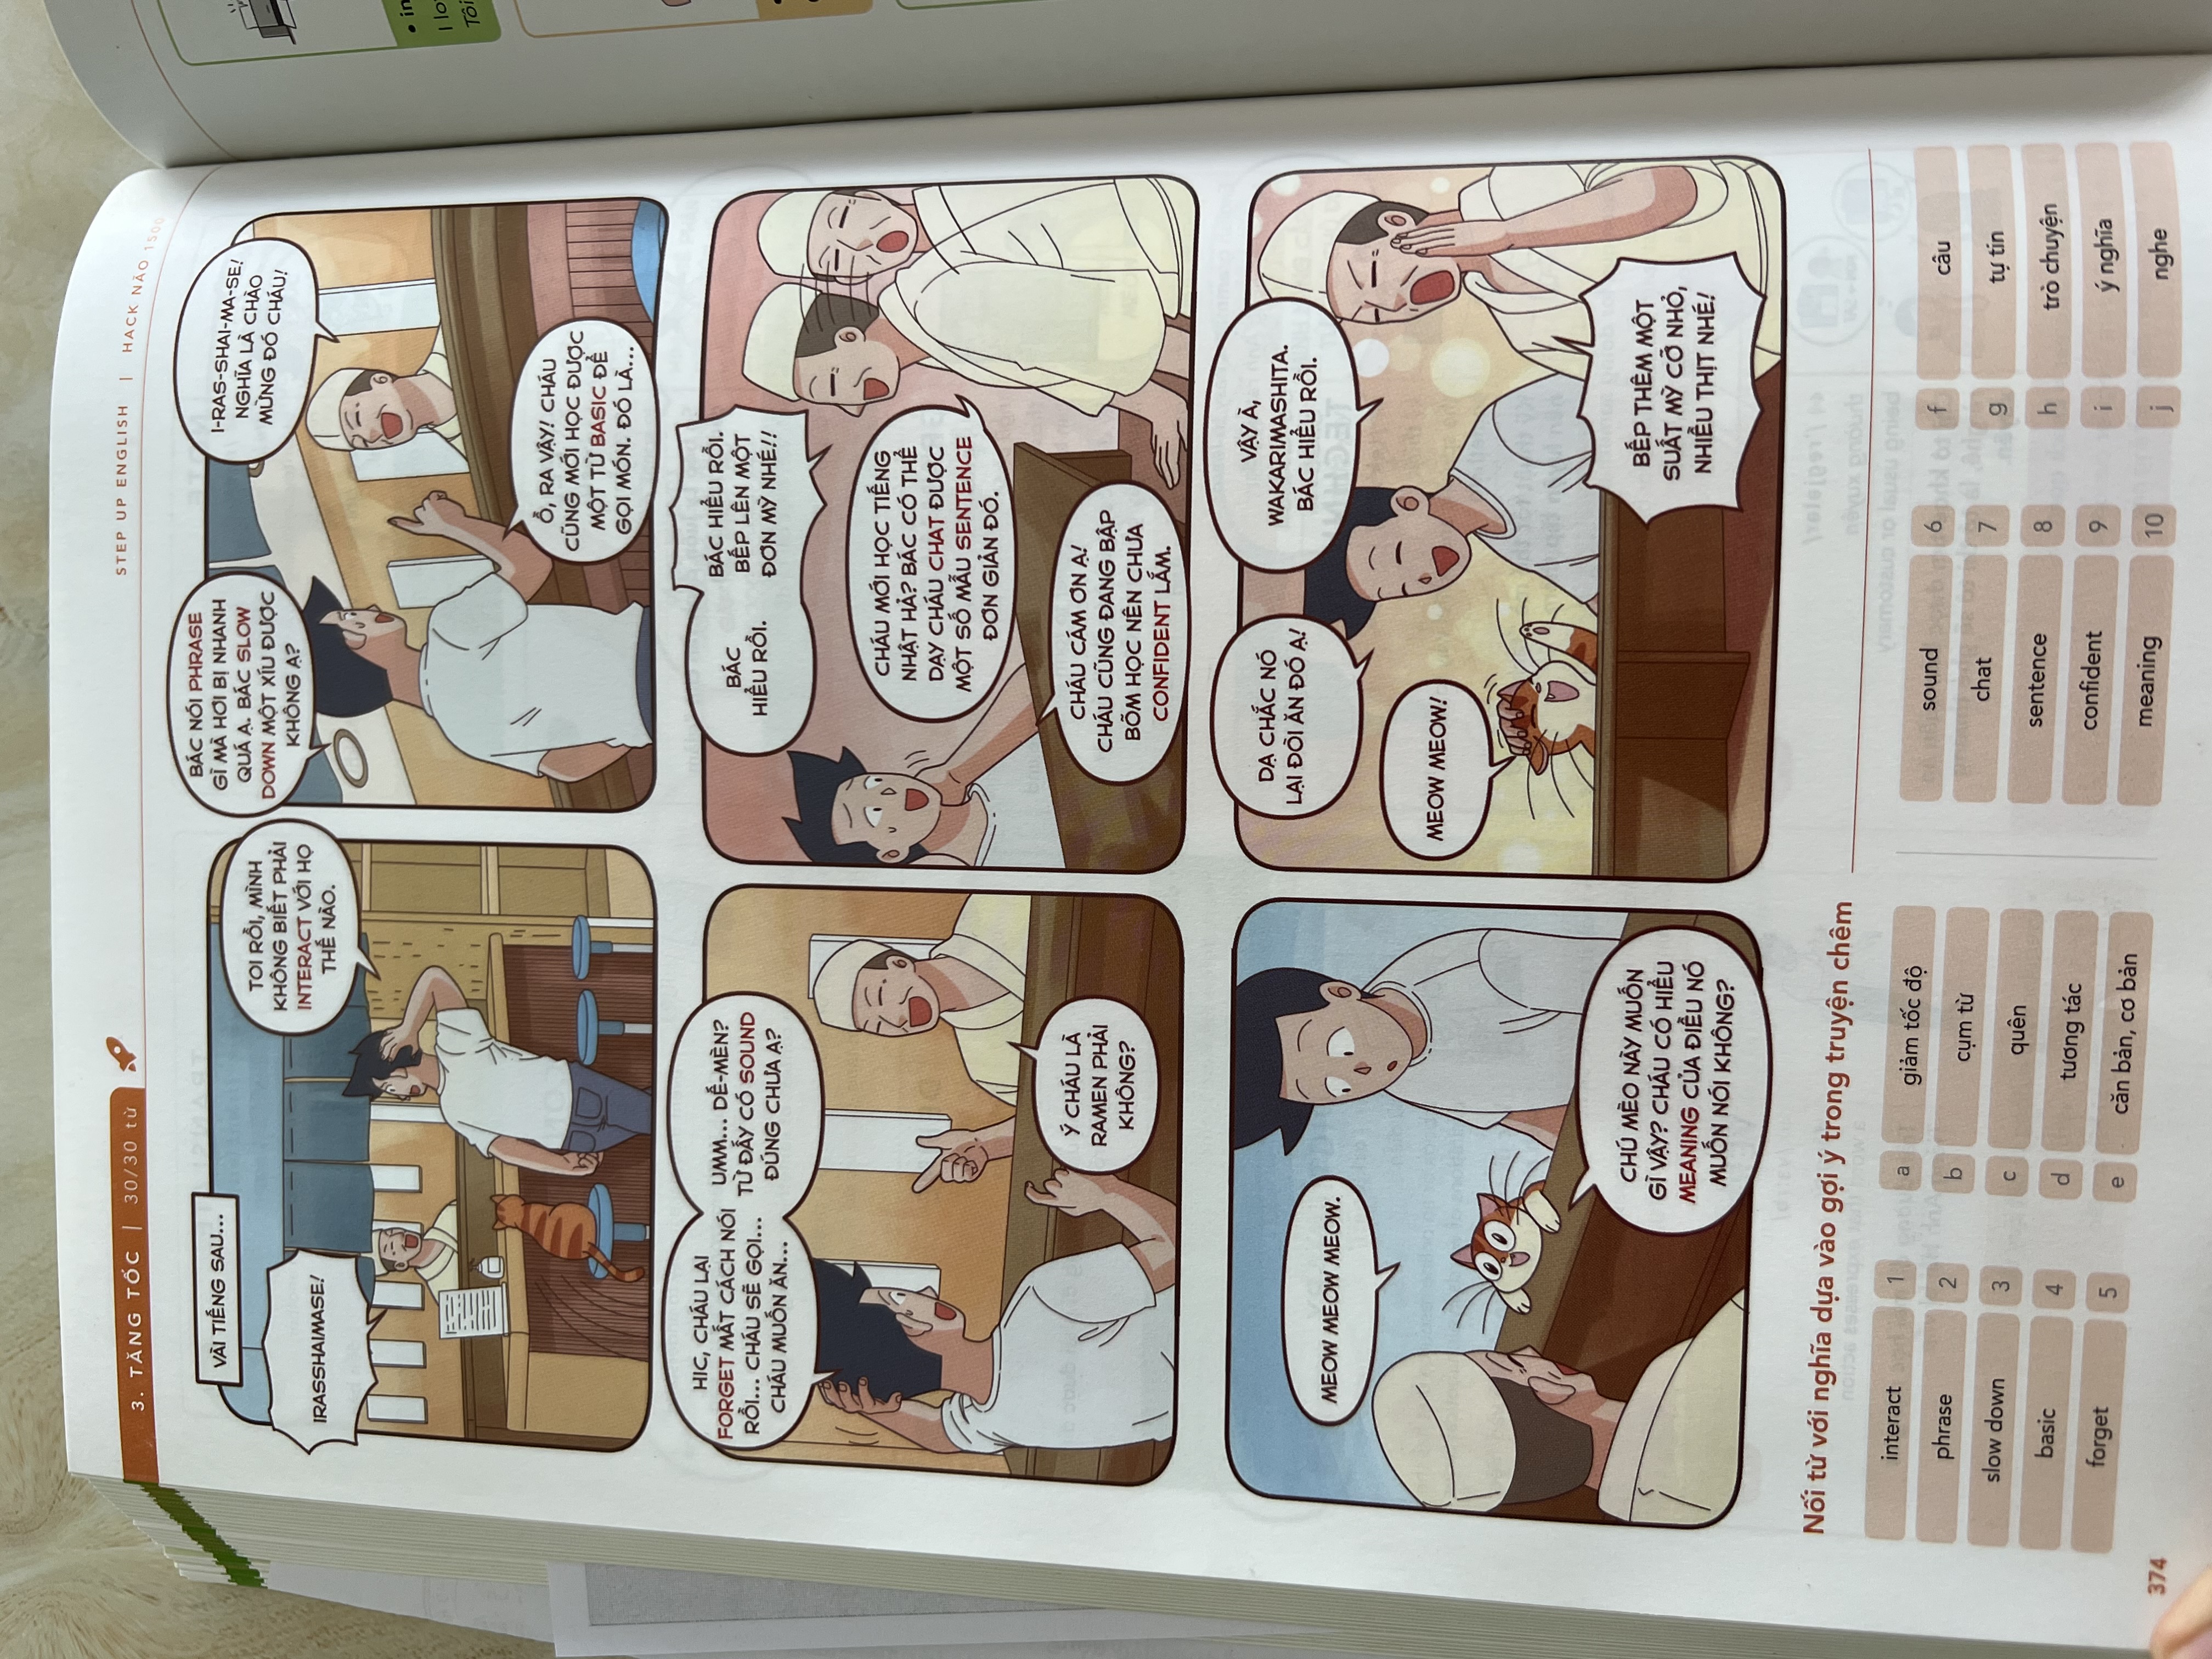 3. TĂNG TỐC | 30/30 từ
STEP UP ENGLISH | HACK NÃO 1500
VÀI TIẾNG SAU...
IRASSHAIMASE!
TOI RỒI, MÌNH
KHÔNG BIẾT PHẢI
INTERACT VỚI HỌ
THẾ NÀO.
BÁC NÓI PHRASE
GÌ MÀ HƠI BỊ NHANH
QUÁ Ạ. BÁC SLOW
DOWN MỘT XÍU ĐƯỢC
KHÔNG Ạ?
I-RAS-SHAI-MA-SE!
NGHĨA LÀ CHÀO
MỪNG ĐÓ CHÁU!
Ồ, RA VẬY! CHÁU
CŨNG MỚI HỌC ĐƯỢC
MỘT TỪ BASIC ĐỂ
GỌI MÓN. ĐÓ LÀ...
HIC, CHÁU LẠI
FORGET MẤT CÁCH NÓI
RỒI... CHÁU SẼ GỌI...
CHÁU MUỐN ĂN...
UMM... DẾ-MÈN?
TỪ ĐẤY CÓ SOUND
ĐÚNG CHƯA Ạ?
Ý CHÁU LÀ
RAMEN PHẢI
KHÔNG?
BÁC
HIỂU RỒI.
BÁC HIỂU RỒI.
BẾP LÊN MỘT
ĐƠN MỲ NHÉ!!
CHÁU MỚI HỌC TIẾNG
NHẬT HẢ? BÁC CÓ THỂ
DẠY CHÁU CHAT ĐƯỢC
MỘT SỐ MẪU SENTENCE
ĐƠN GIẢN ĐÓ.
CHÁU CÁM ƠN Ạ!
CHÁU CŨNG ĐANG BẬP
BÕM HỌC NÊN CHƯA
CONFIDENT LẮM.
MEOW MEOW MEOW.
CHÚ MÈO NÀY MUỐN
GÌ VẬY? CHÁU CÓ HIỂU
MEANING CỦA ĐIỀU NÓ
MUỐN NÓI KHÔNG?
DẠ CHẮC NÓ
LẠI ĐÒI ĂN ĐÓ Ạ!
VẬY À,
WAKARIMASHITA.
BÁC HIỂU RỒI.
MEOW MEOW!
BẾP THÊM MỘT
SUẤT MỲ CỠ NHỎ,
NHIỀU THỊT NHÉ!
Nối từ với nghĩa dựa vào gợi ý trong truyện chêm
interact 1 a giảm tốc độ
phrase 2 b cụm từ
slow down 3 c quên
basic 4 d tương tác
forget 5 e căn bản, cơ bản
sound 6 f câu
chat 7 g tự tin
sentence 8 h trò chuyện
confident 9 i ý nghĩa
meaning 10 j nghe
374